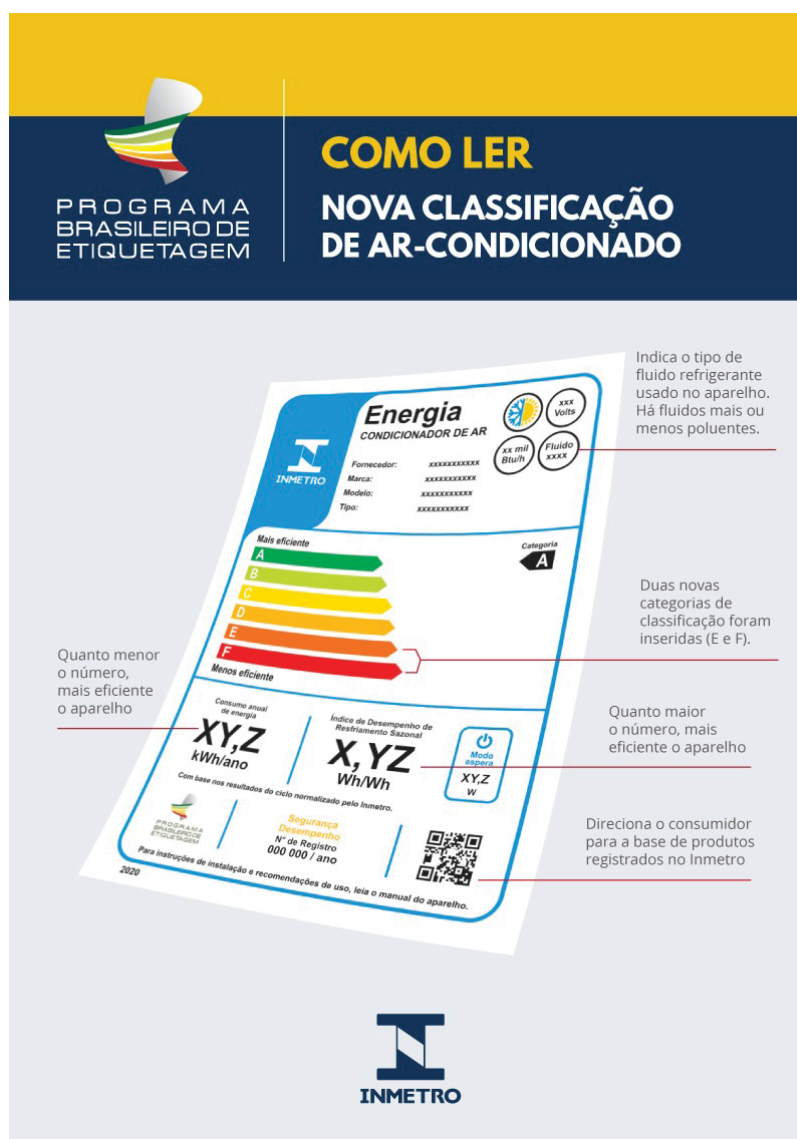 PROGRAMA
BRASILEIRO DE
ETIQUETAGEM
COMO LER
NOVA CLASSIFICAÇÃO
DE AR-CONDICIONADO
Indica o tipo de
fluido refrigerante
usado no aparelho.
Há fluidos mais ou
menos poluentes.
INMETRO
Energia
CONDICIONADOR DE AR
xxx
Volts
xx mil
Btu/h
Fluido
xxxx
Fornecedor: xxxxxxxxxxx
Marca: xxxxxxxxxxx
Modelo: xxxxxxxxxxx
Tipo: xxxxxxxxxxx
Mais eficiente
A
B
C
D
E
F
Menos eficiente
Categoria
A
Duas novas
categorias de
classificação foram
inseridas (E e F).
Quanto menor
o número,
mais eficiente
o aparelho
Consumo anual
de energia
XY,Z
kWh/ano
Índice de Desempenho de
Resfriamento Sazonal
X,YZ
Wh/Wh
Modo
espera
XY,Z
W
Quanto maior
o número, mais
eficiente o aparelho
Com base nos resultados do ciclo normalizado pelo Inmetro.
PROGRAMA
BRASILEIRO DE
ETIQUETAGEM
Segurança
Desempenho
N° de Registro
000 000 / ano
Direciona o consumidor
para a base de produtos
registrados no Inmetro
Para instruções de instalação e recomendações de uso, leia o manual do aparelho.
2020
INMETRO